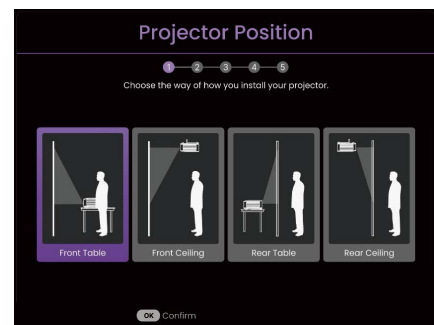 Projector Position
1 2 3 4 5
Choose the way of how you install your projector.
Front Table Front Ceiling Rear Table Rear Ceiling
OK Confirm